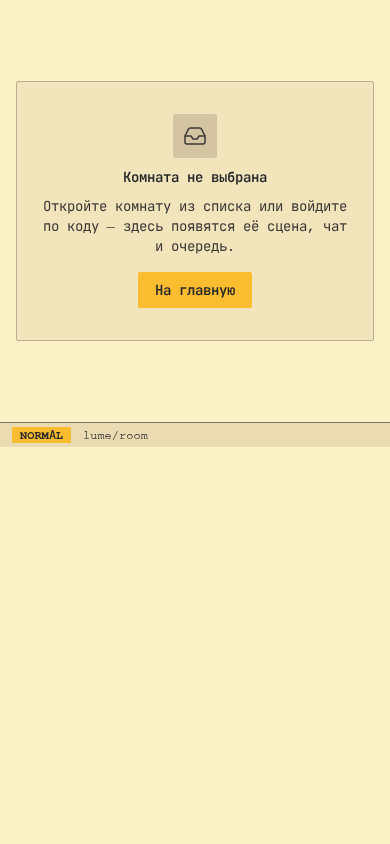 Комната не выбрана
Откройте комнату из списка или войдите
по коду — здесь появятся её сцена, чат
и очередь.
На главную
NORMAL lume/room